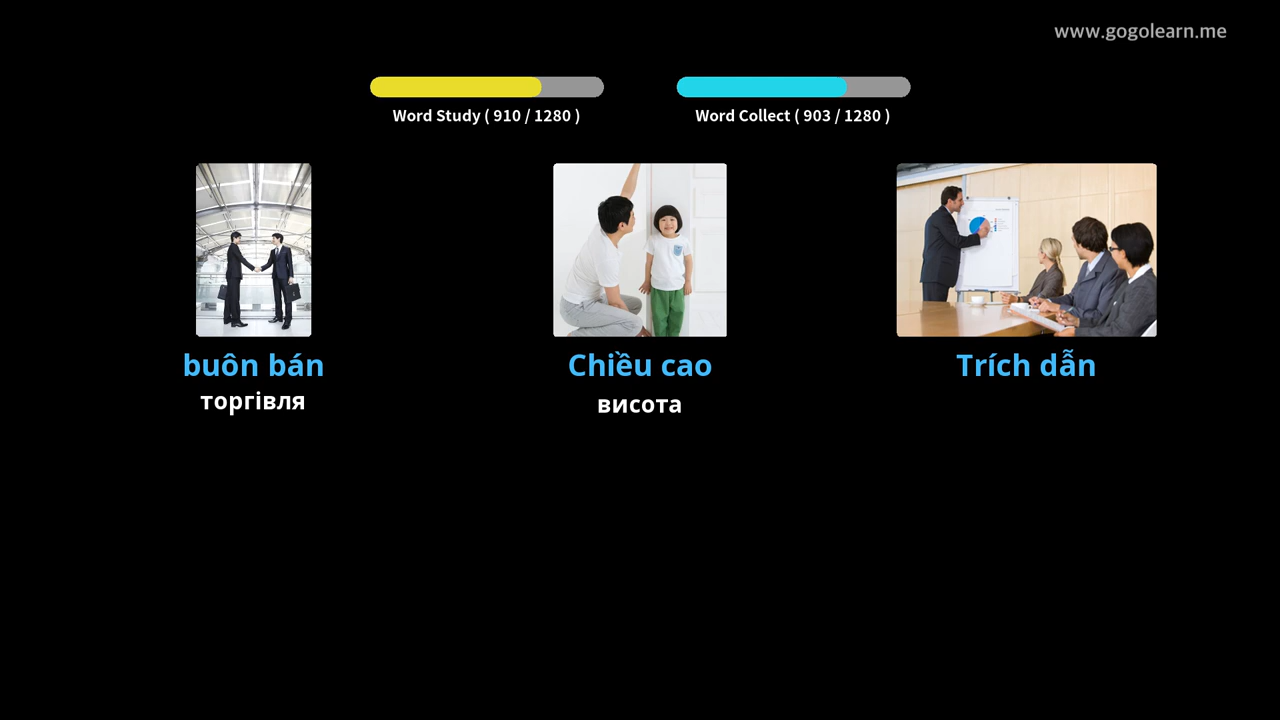 www.gogolearn.me
Word Study ( 910 / 1280 )
Word Collect ( 903 / 1280 )
buôn bán
торгівля
Chiều cao
висота
Trích dẫn